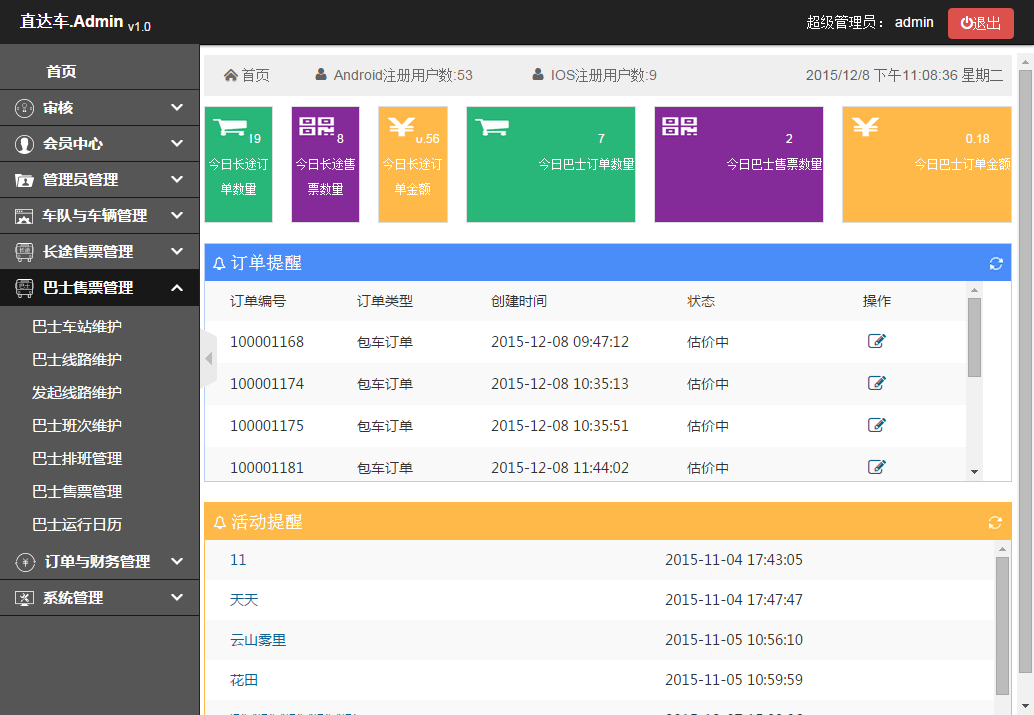 直达车.Admin v1.0
超级管理员： admin
退出
首页
审核
会员中心
管理员管理
车队与车辆管理
长途售票管理
巴士售票管理
巴士车站维护
巴士线路维护
发起线路维护
巴士班次维护
巴士排班管理
巴士售票管理
巴士运行日历
订单与财务管理
系统管理
首页 Android注册用户数:53 IOS注册用户数:9 2015/12/8 下午11:08:36 星期二
19
今日长途订
单数量
8
今日长途售
票数量
0.56
今日长途订
单金额
7
今日巴士订单数量
2
今日巴士售票数量
0.18
今日巴士订单金额
订单提醒
订单编号 订单类型 创建时间 状态 操作
100001168 包车订单 2015-12-08 09:47:12 估价中
100001174 包车订单 2015-12-08 10:35:13 估价中
100001175 包车订单 2015-12-08 10:35:51 估价中
100001181 包车订单 2015-12-08 11:44:02 估价中
活动提醒
11 2015-11-04 17:43:05
天天 2015-11-04 17:47:47
云山雾里 2015-11-05 10:56:10
花田 2015-11-05 10:59:59